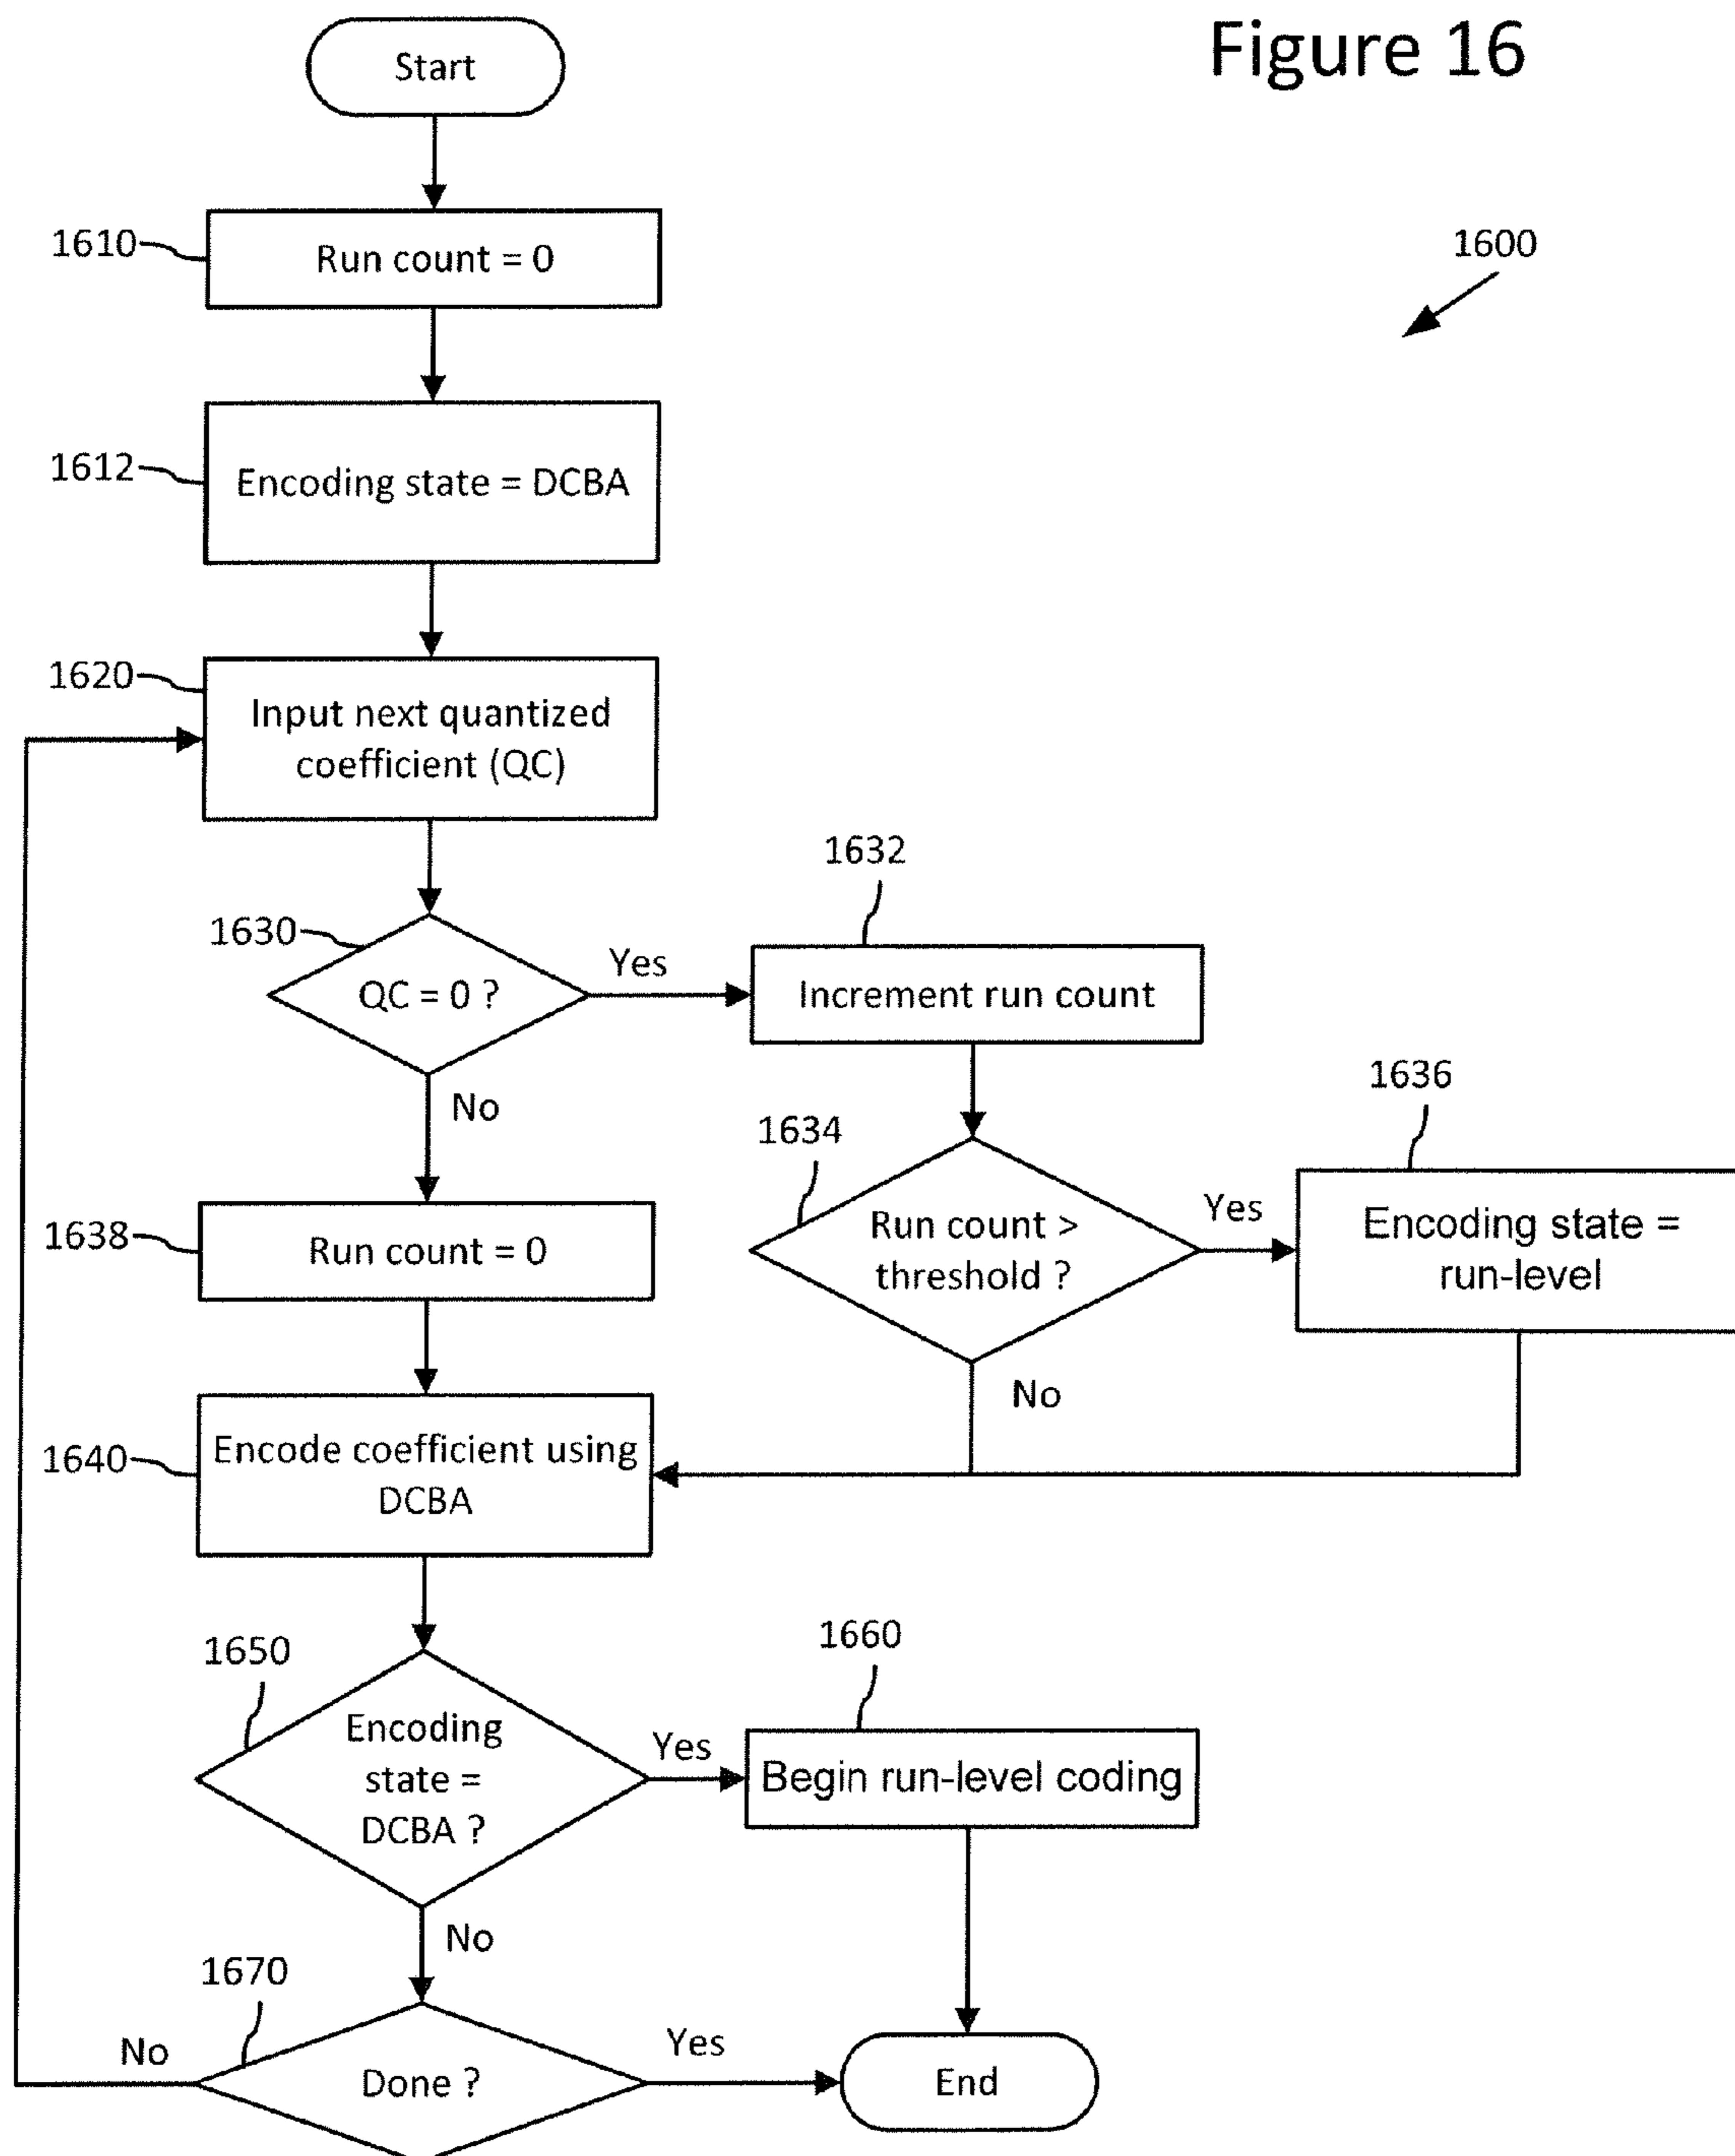 Figure 16
Start
1600
1610
Run count = 0
1612
Encoding state = DCBA
1620
Input next quantized
coefficient (QC)
1630
QC = 0 ?
Yes
No
1632
Increment run count
1634
Run count >
threshold ?
Yes
No
1636
Encoding state =
run-level
1638
Run count = 0
1640
Encode coefficient using
DCBA
1650
Encoding
state =
DCBA ?
Yes
No
1660
Begin run-level coding
1670
Done ?
No
Yes
End